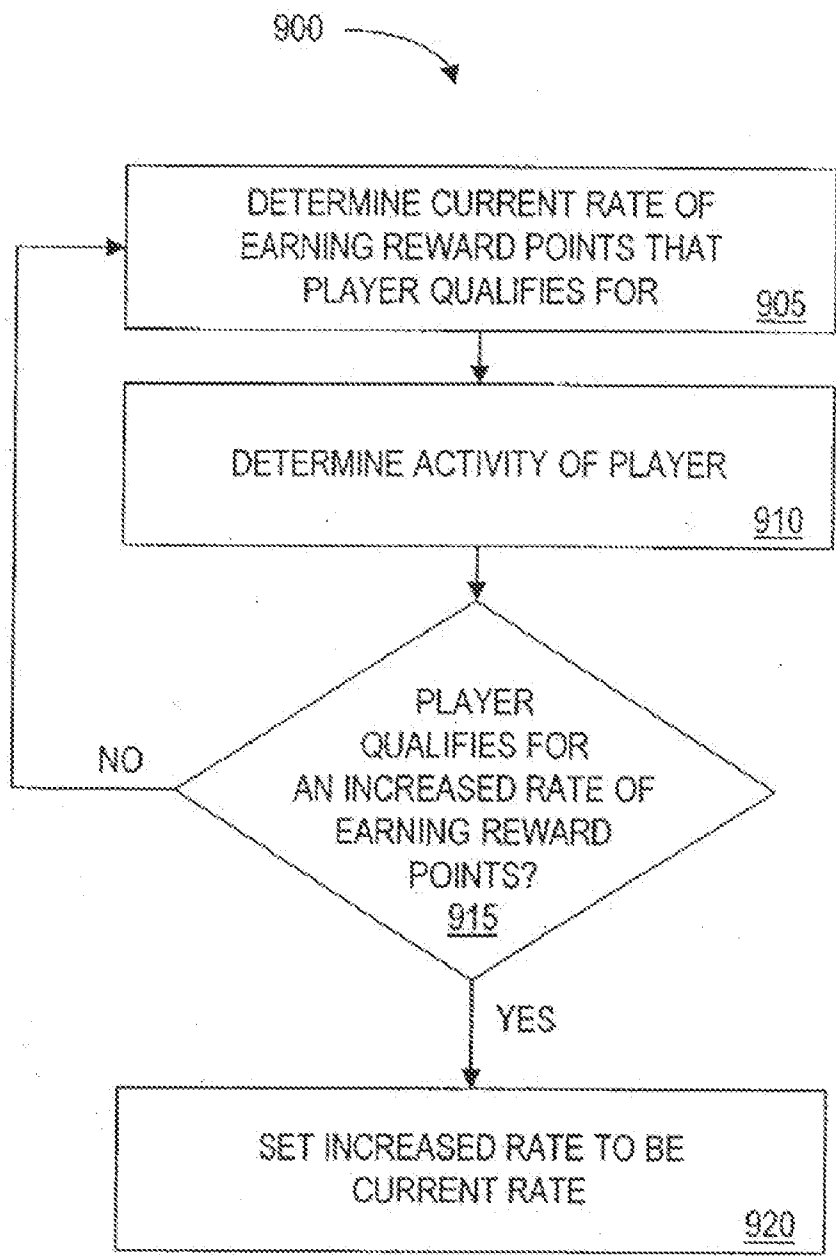 900
DETERMINE CURRENT RATE OF
EARNING REWARD POINTS THAT
PLAYER QUALIFIES FOR
905
DETERMINE ACTIVITY OF PLAYER
910
PLAYER
QUALIFIES FOR
AN INCREASED RATE OF
EARNING REWARD
POINTS?
915
NO
YES
SET INCREASED RATE TO BE
CURRENT RATE
920